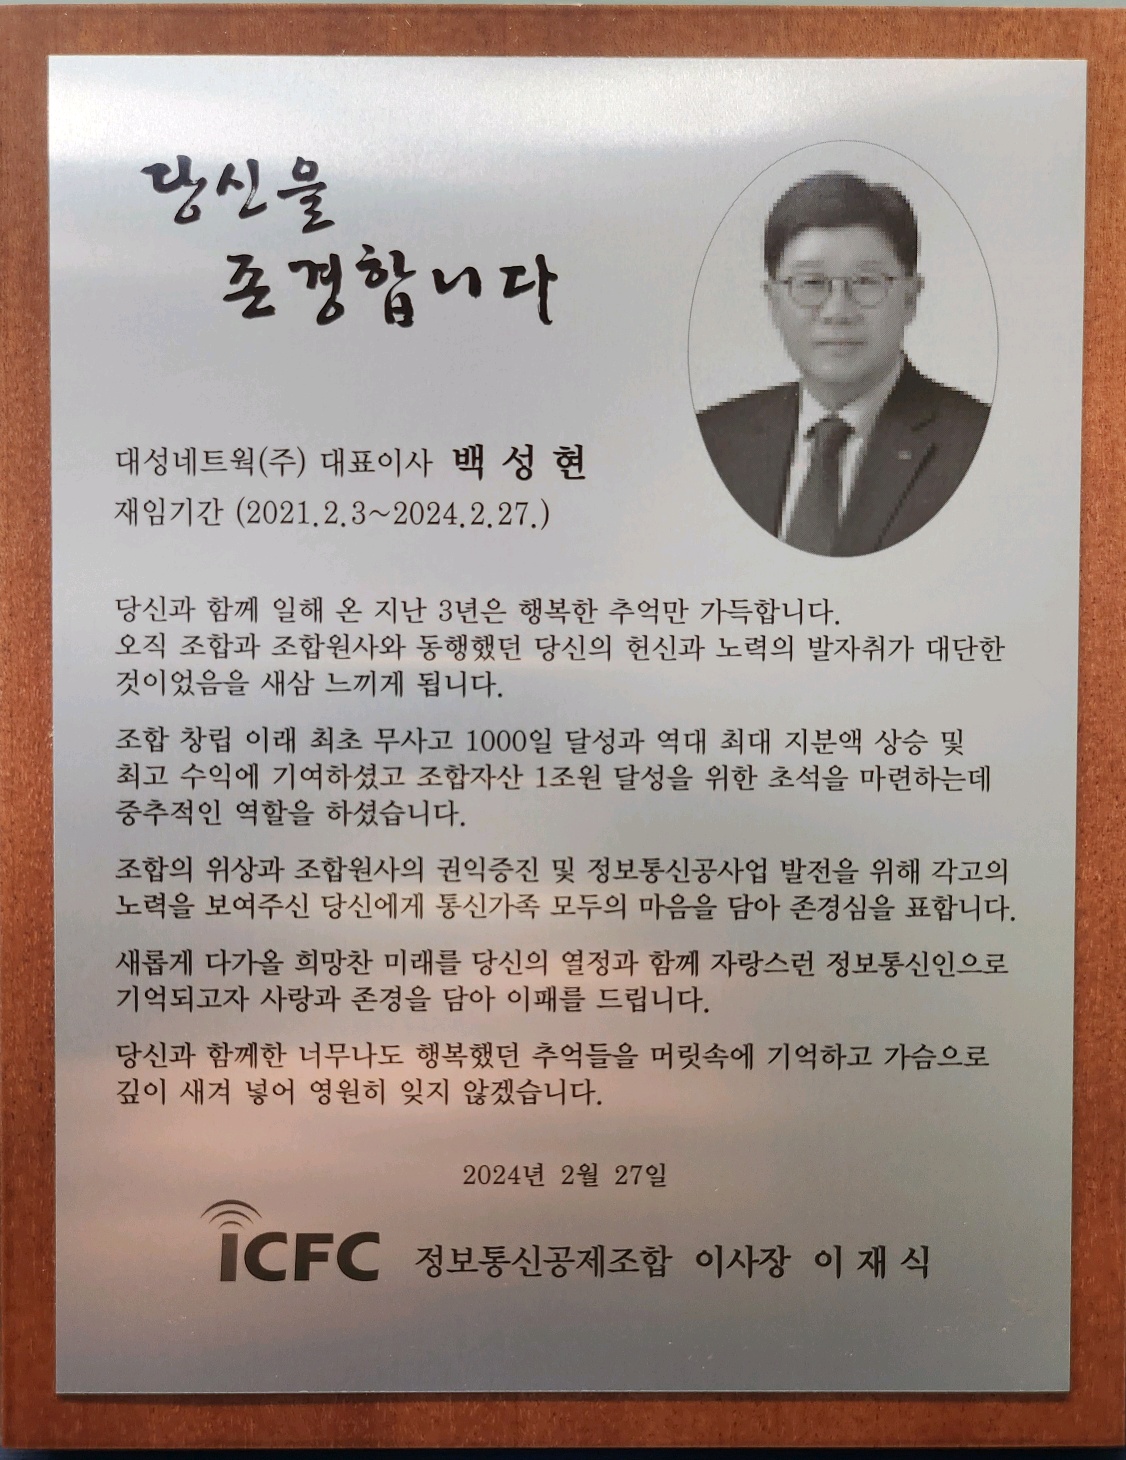 당신을
존경합니다
대성네트웍(주) 대표이사 백 성 현
재임기간 (2021.2.3~2024.2.27.)
당신과 함께 일해 온 지난 3년은 행복한 추억만 가득합니다.
오직 조합과 조합원사와 동행했던 당신의 헌신과 노력의 발자취가 대단한
것이었음을 새삼 느끼게 됩니다.
조합 창립 이래 최초 무사고 1000일 달성과 역대 최대 지분액 상승 및
최고 수익에 기여하셨고 조합자산 1조원 달성을 위한 초석을 마련하는데
중추적인 역할을 하셨습니다.
조합의 위상과 조합원사의 권익증진 및 정보통신공사업 발전을 위해 각고의
노력을 보여주신 당신에게 통신가족 모두의 마음을 담아 존경심을 표합니다.
새롭게 다가올 희망찬 미래를 당신의 열정과 함께 자랑스런 정보통신인으로
기억되고자 사랑과 존경을 담아 이패를 드립니다.
당신과 함께한 너무나도 행복했던 추억들을 머릿속에 기억하고 가슴으로
깊이 새겨 넣어 영원히 잊지 않겠습니다.
2024년 2월 27일
iCFC 정보통신공제조합 이사장 이 재 식